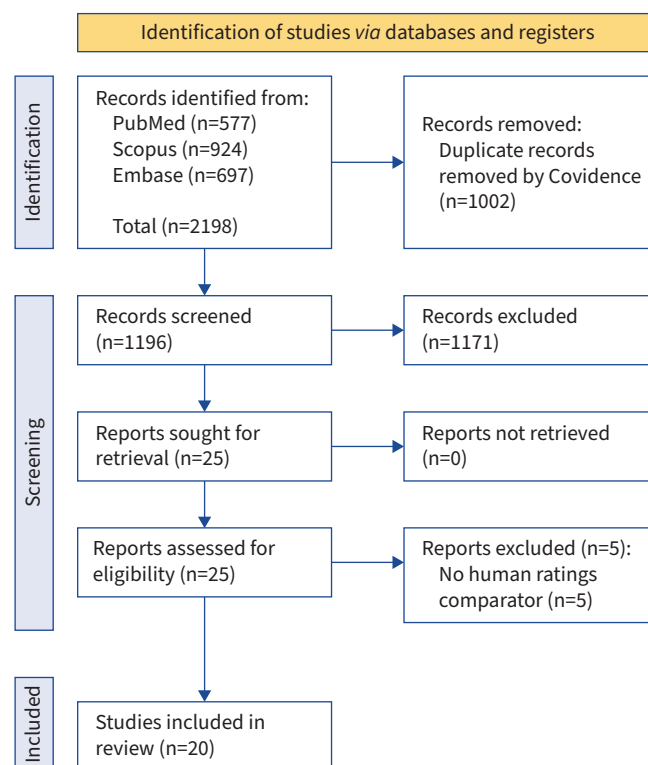 Identification of studies via databases and registers
Identification
Records identified from:
PubMed (n=577)
Scopus (n=924)
Embase (n=697)
Total (n=2198)
Records removed:
Duplicate records
removed by Covidence
(n=1002)
Screening
Records screened
(n=1196)
Records excluded
(n=1171)
Reports sought for
retrieval (n=25)
Reports not retrieved
(n=0)
Reports assessed for
eligibility (n=25)
Reports excluded (n=5):
No human ratings
comparator (n=5)
Included
Studies included in
review (n=20)